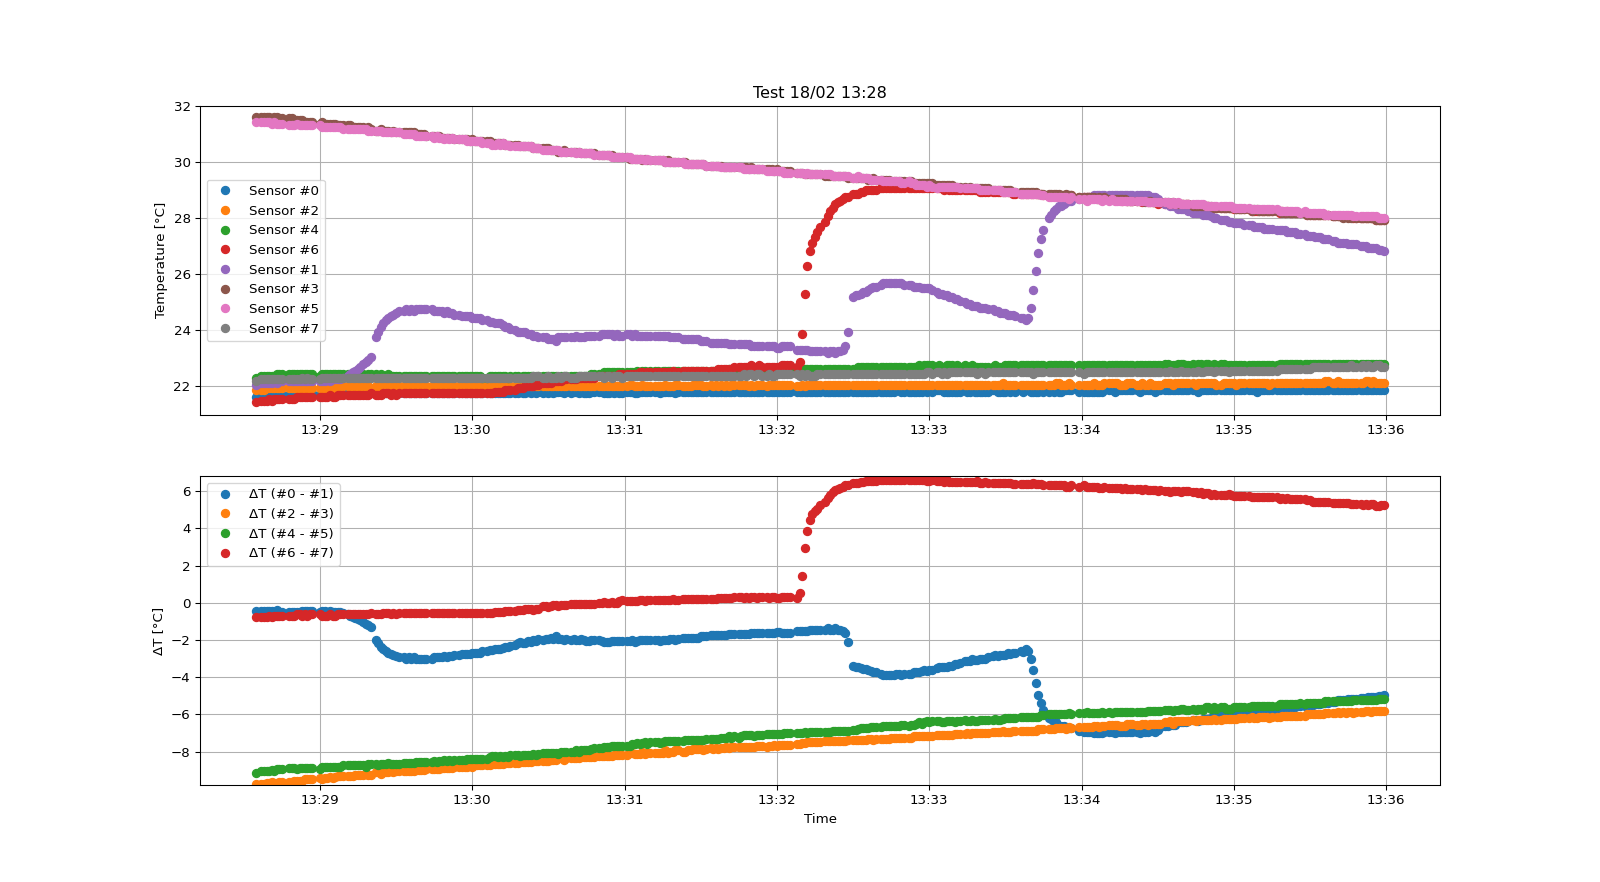 Test 18/02 13:28
Temperature [°C]
32
30
28
26
24
22
Sensor #0
Sensor #2
Sensor #4
Sensor #6
Sensor #1
Sensor #3
Sensor #5
Sensor #7
13:29 13:30 13:31 13:32 13:33 13:34 13:35 13:36
ΔT [°C]
6
4
2
0
−2
−4
−6
−8
ΔT (#0 - #1)
ΔT (#2 - #3)
ΔT (#4 - #5)
ΔT (#6 - #7)
13:29 13:30 13:31 13:32 13:33 13:34 13:35 13:36
Time